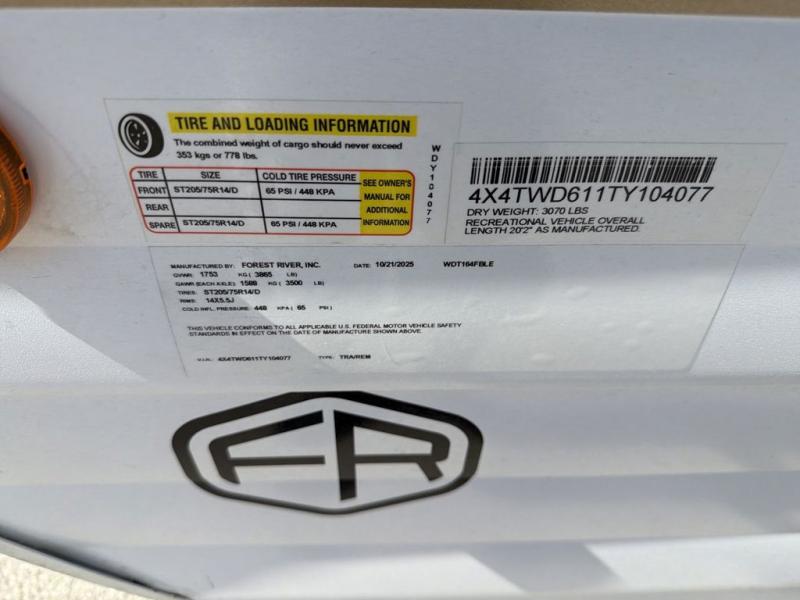 TIRE AND LOADING INFORMATION
The combined weight of cargo should never exceed
353 kgs or 778 lbs.
TIRE SIZE COLD TIRE PRESSURE
FRONT ST205/75R14/D 65 PSI / 448 KPA
REAR
SPARE ST205/75R14/D 65 PSI / 448 KPA
SEE OWNER'S
MANUAL FOR
ADDITIONAL
INFORMATION
WDY104077
4X4TWD611TY104077
DRY WEIGHT: 3070 LBS
RECREATIONAL VEHICLE OVERALL
LENGTH 20'2" AS MANUFACTURED.
MANUFACTURED BY: FOREST RIVER, INC. DATE: 10/21/2025 WDT164FBLE
GVWR: 1753 KG ( 3865 LB)
GAWR (EACH AXLE): 1588 KG ( 3500 LB)
TIRES: ST205/75R14/D
RIMS: 14X5.5J
COLD INFL. PRESSURE: 448 KPA ( 65 PSI )
THIS VEHICLE CONFORMS TO ALL APPLICABLE U.S. FEDERAL MOTOR VEHICLE SAFETY
STANDARDS IN EFFECT ON THE DATE OF MANUFACTURE SHOWN ABOVE.
V.I.N.: 4X4TWD611TY104077 TYPE: TRA/REM
FR